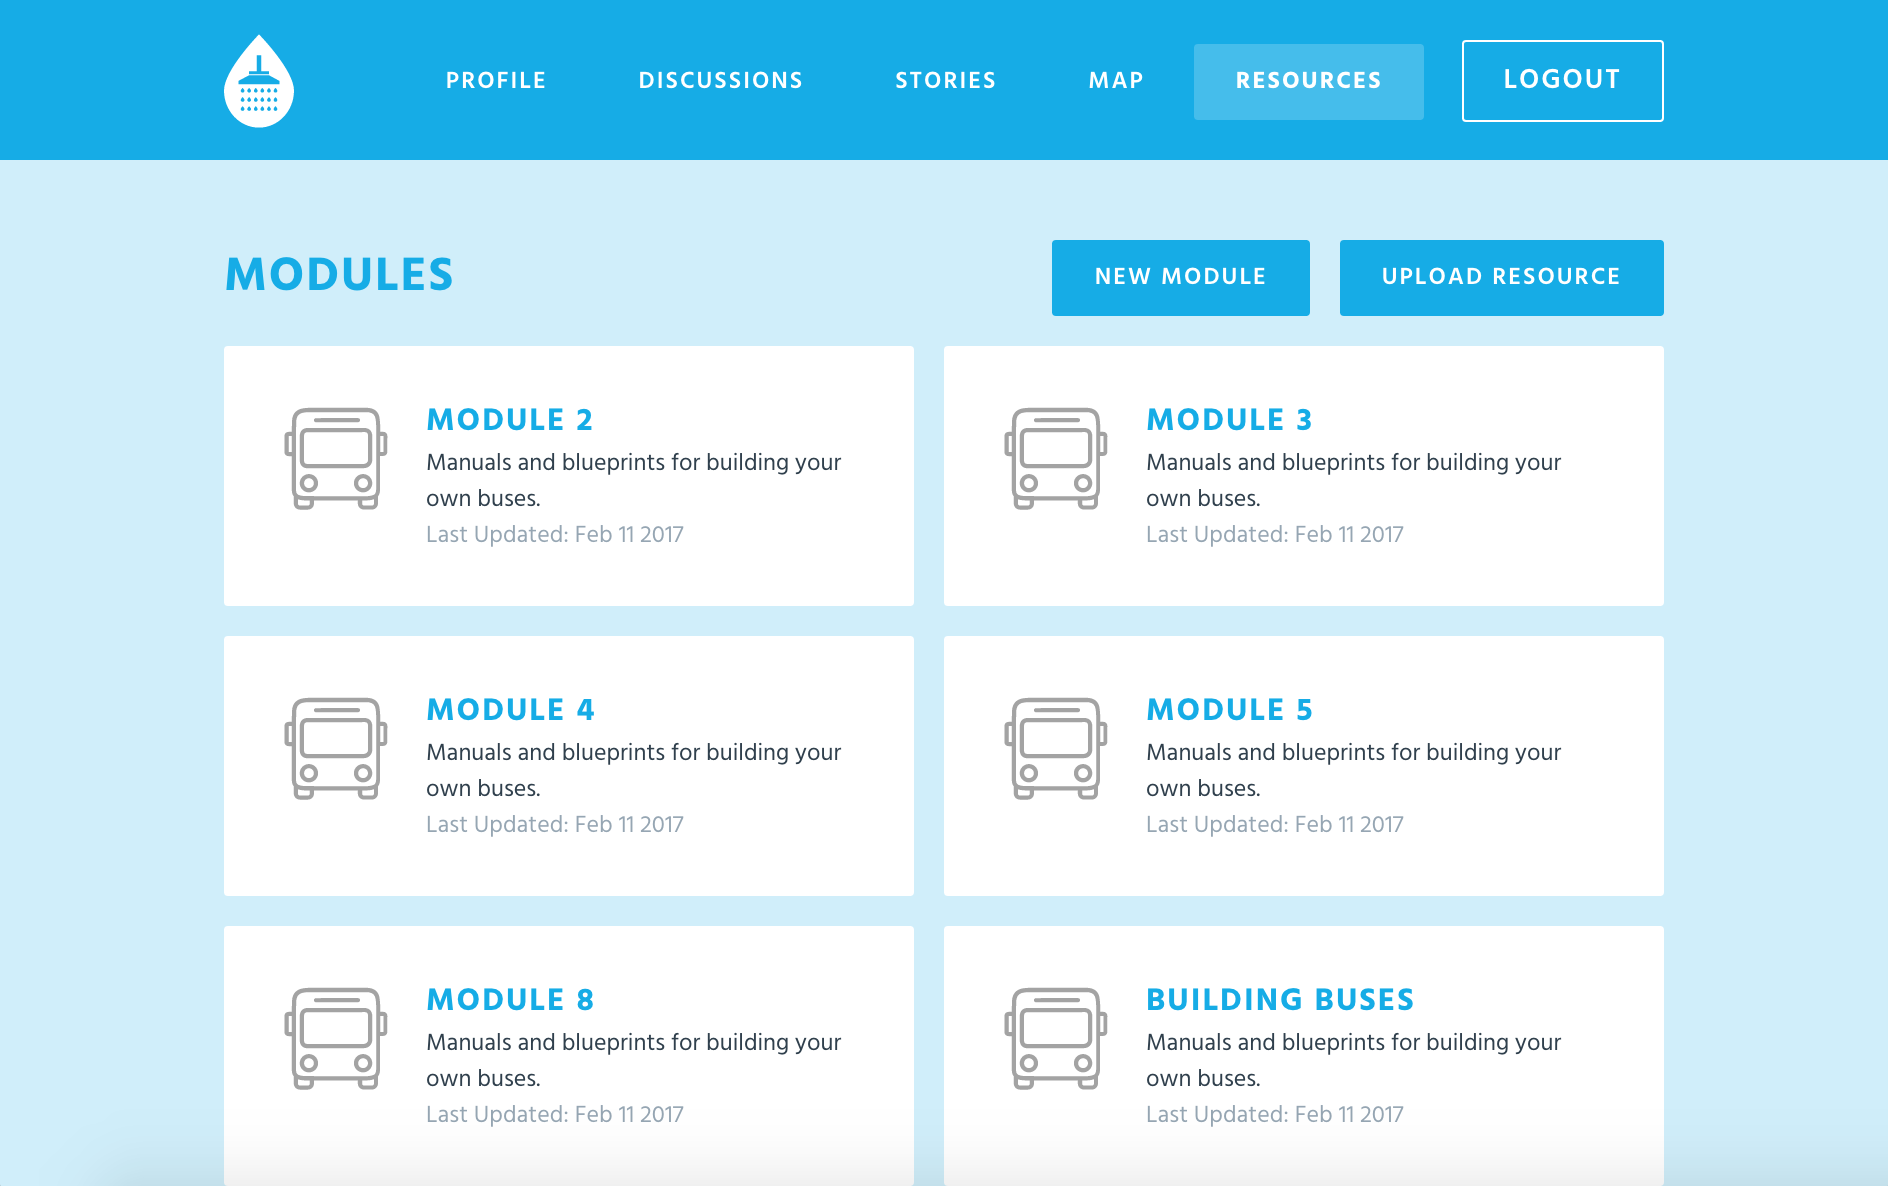 PROFILE DISCUSSIONS STORIES MAP RESOURCES LOGOUT
MODULES NEW MODULE UPLOAD RESOURCE
MODULE 2
Manuals and blueprints for building your
own buses.
Last Updated: Feb 11 2017
MODULE 3
Manuals and blueprints for building your
own buses.
Last Updated: Feb 11 2017
MODULE 4
Manuals and blueprints for building your
own buses.
Last Updated: Feb 11 2017
MODULE 5
Manuals and blueprints for building your
own buses.
Last Updated: Feb 11 2017
MODULE 8
Manuals and blueprints for building your
own buses.
Last Updated: Feb 11 2017
BUILDING BUSES
Manuals and blueprints for building your
own buses.
Last Updated: Feb 11 2017